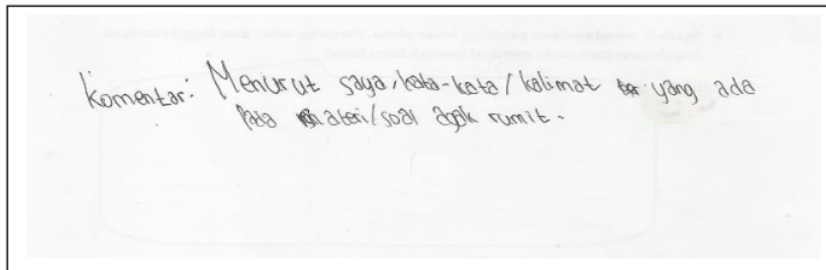 Komentar: Menurut saya, kata-kata/kalimat yang ada
pada materi/soal agak rumit.